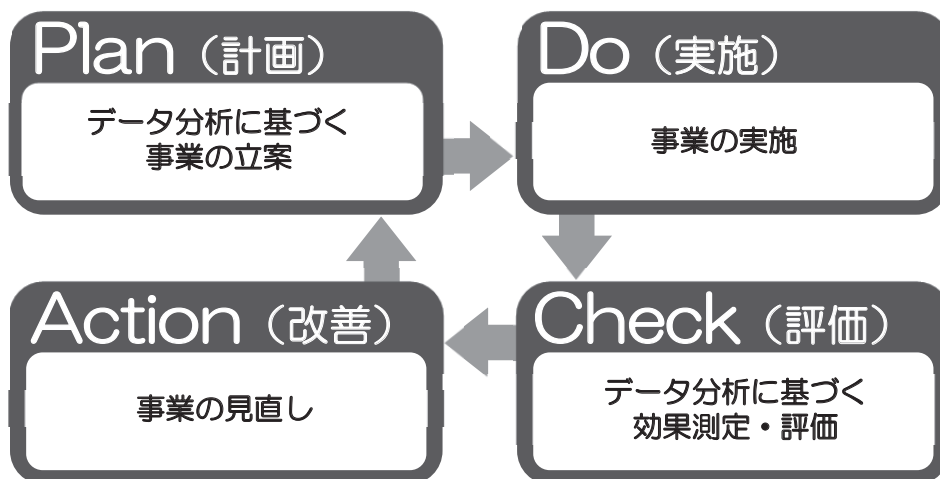 Plan（計画）
データ分析に基づく
事業の立案
Do（実施）
事業の実施
Action（改善）
事業の見直し
Check（評価）
データ分析に基づく
効果測定・評価